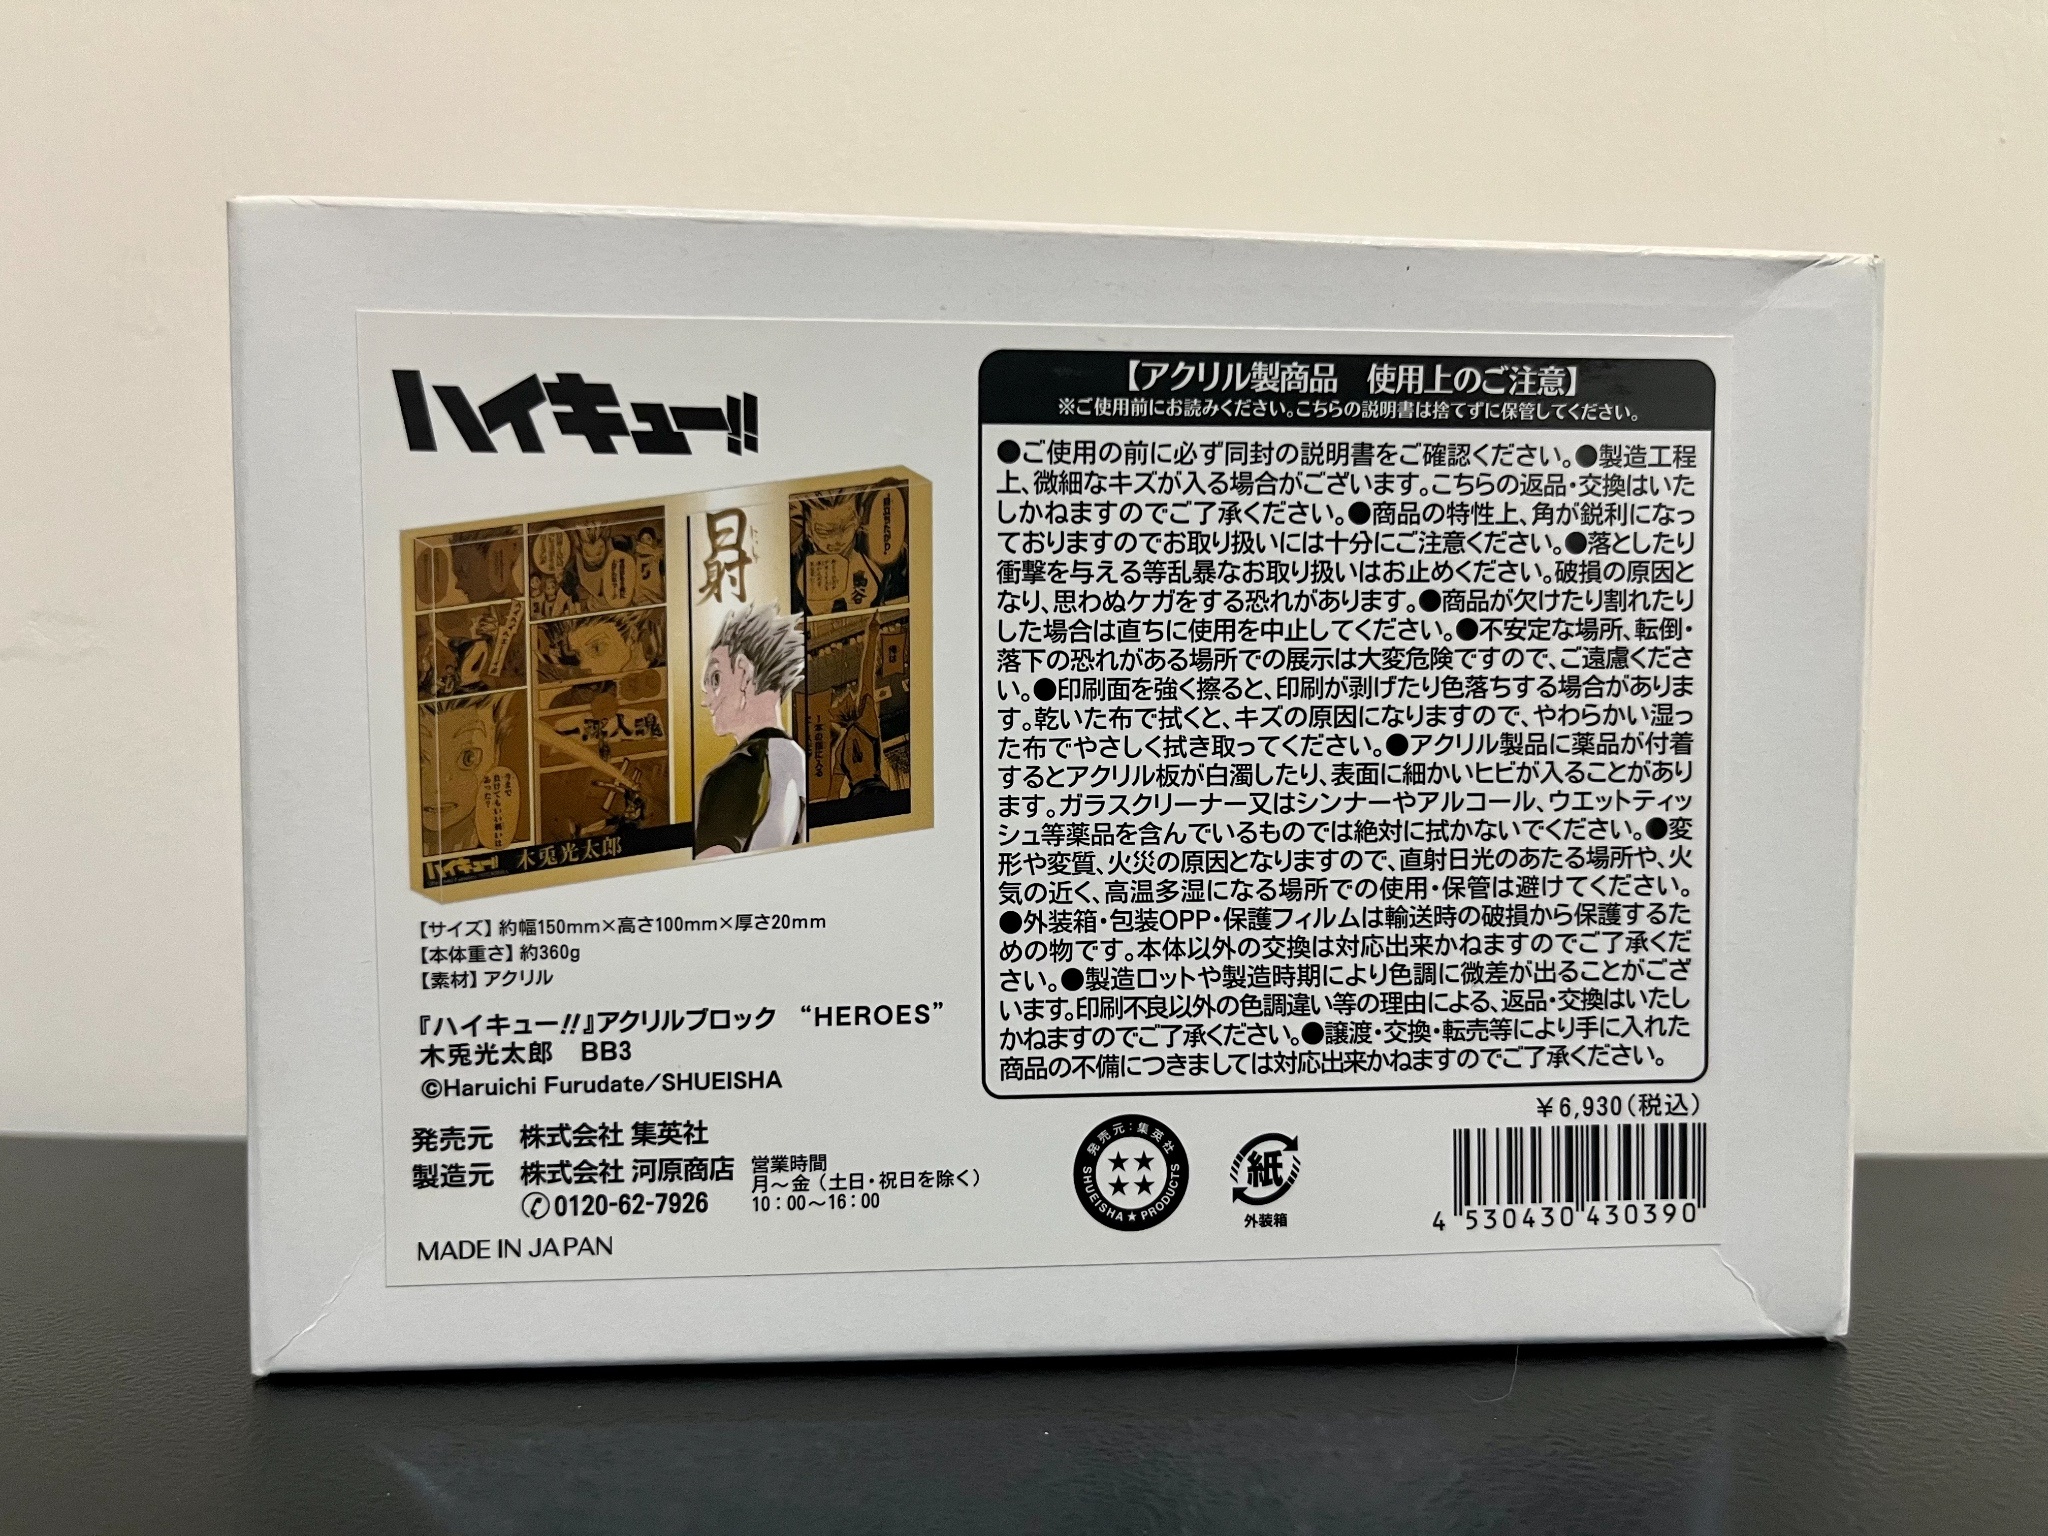 ハイキュー!!
日射
一球入魂
ハイキュー!! 木兎光太郎
【サイズ】約幅150mm×高さ100mm×厚さ20mm
【本体重さ】約360g
【素材】アクリル
『ハイキュー!!』アクリルブロック “HEROES”
木兎光太郎 BB3
©Haruichi Furudate/SHUEISHA
発売元 株式会社 集英社
製造元 株式会社 河原商店
0120-62-7926
営業時間
月～金（土日・祝日を除く）
10：00～16：00
MADE IN JAPAN
【アクリル製商品 使用上のご注意】
※ご使用前にお読みください。こちらの説明書は捨てずに保管してください。
●ご使用の前に必ず同封の説明書をご確認ください。●製造工程
上、微細なキズが入る場合がございます。こちらの返品・交換はいた
しかねますのでご了承ください。●商品の特性上、角が鋭利になっ
ておりますのでお取り扱いには十分にご注意ください。●落としたり
衝撃を与える等乱暴なお取り扱いはお止めください。破損の原因と
なり、思わぬケガをする恐れがあります。●商品が欠けたり割れたり
した場合は直ちに使用を中止してください。●不安定な場所、転倒・
落下の恐れがある場所での展示は大変危険ですので、ご遠慮くださ
い。●印刷面を強く擦ると、印刷が剥げたり色落ちする場合がありま
す。乾いた布で拭くと、キズの原因になりますので、やわらかい湿っ
た布でやさしく拭き取ってください。●アクリル製品に薬品が付着
するとアクリル板が白濁したり、表面に細かいヒビが入ることがあり
ます。ガラスクリーナー又はシンナーやアルコール、ウエットティッ
シュ等薬品を含んでいるものでは絶対に拭かないでください。●変
形や変質、火災の原因となりますので、直射日光のあたる場所や、火
気の近く、高温多湿になる場所での使用・保管は避けてください。
●外装箱・包装OPP・保護フィルムは輸送時の破損から保護するた
めの物です。本体以外の交換は対応出来かねますのでご了承くだ
さい。●製造ロットや製造時期により色調に微差が出ることがござ
います。印刷不良以外の色調違い等の理由による、返品・交換はいたし
かねますのでご了承ください。●譲渡・交換・転売等により手に入れた
商品の不備につきましては対応出来かねますのでご了承ください。
￥6,930（税込）
発売元：集英社
SHUEISHA★PRODUCTS
紙
外装箱
4 530430 430390